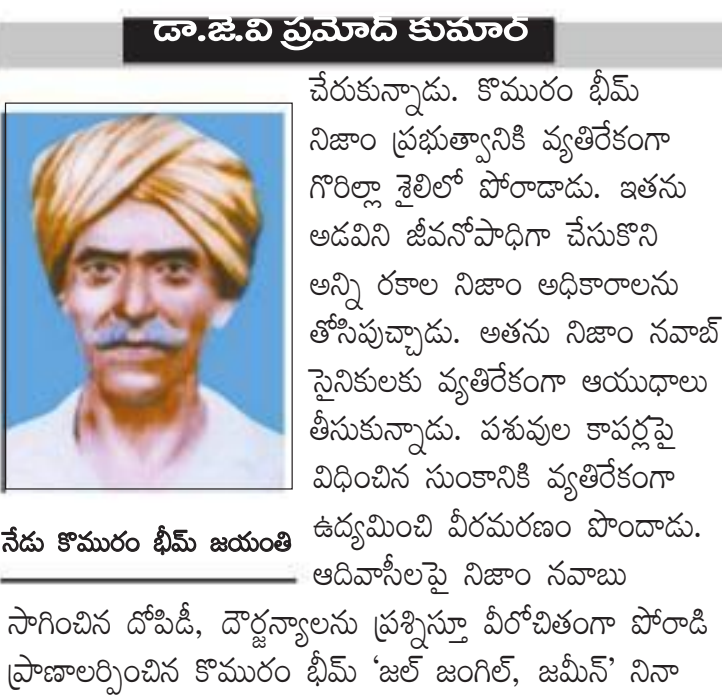 డా.జె.వి ప్రమోద్ కుమార్
చేరుకున్నాడు. కొమురం భీమ్
నిజాం ప్రభుత్వానికి వ్యతిరేకంగా
గొరిల్లా శైలిలో పోరాడాడు. ఇతను
అడవిని జీవనోపాధిగా చేసుకొని
అన్ని రకాల నిజాం అధికారాలను
తోసిపుచ్చాడు. అతను నిజాం నవాబ్
సైనికులకు వ్యతిరేకంగా ఆయుధాలు
తీసుకున్నాడు. పశువుల కాపర్లపై
విధించిన సుంకానికి వ్యతిరేకంగా
ఉద్యమించి వీరమరణం పొందాడు.
ఆదివాసీలపై నిజాం నవాబు
సాగించిన దోపిడీ, దౌర్జన్యాలను ప్రశ్నిస్తూ వీరోచితంగా పోరాడి
ప్రాణాలర్పించిన కొమురం భీమ్ ‘జల్ జంగిల్, జమీన్’ నినా
నేడు కొమురం భీమ్ జయంతి